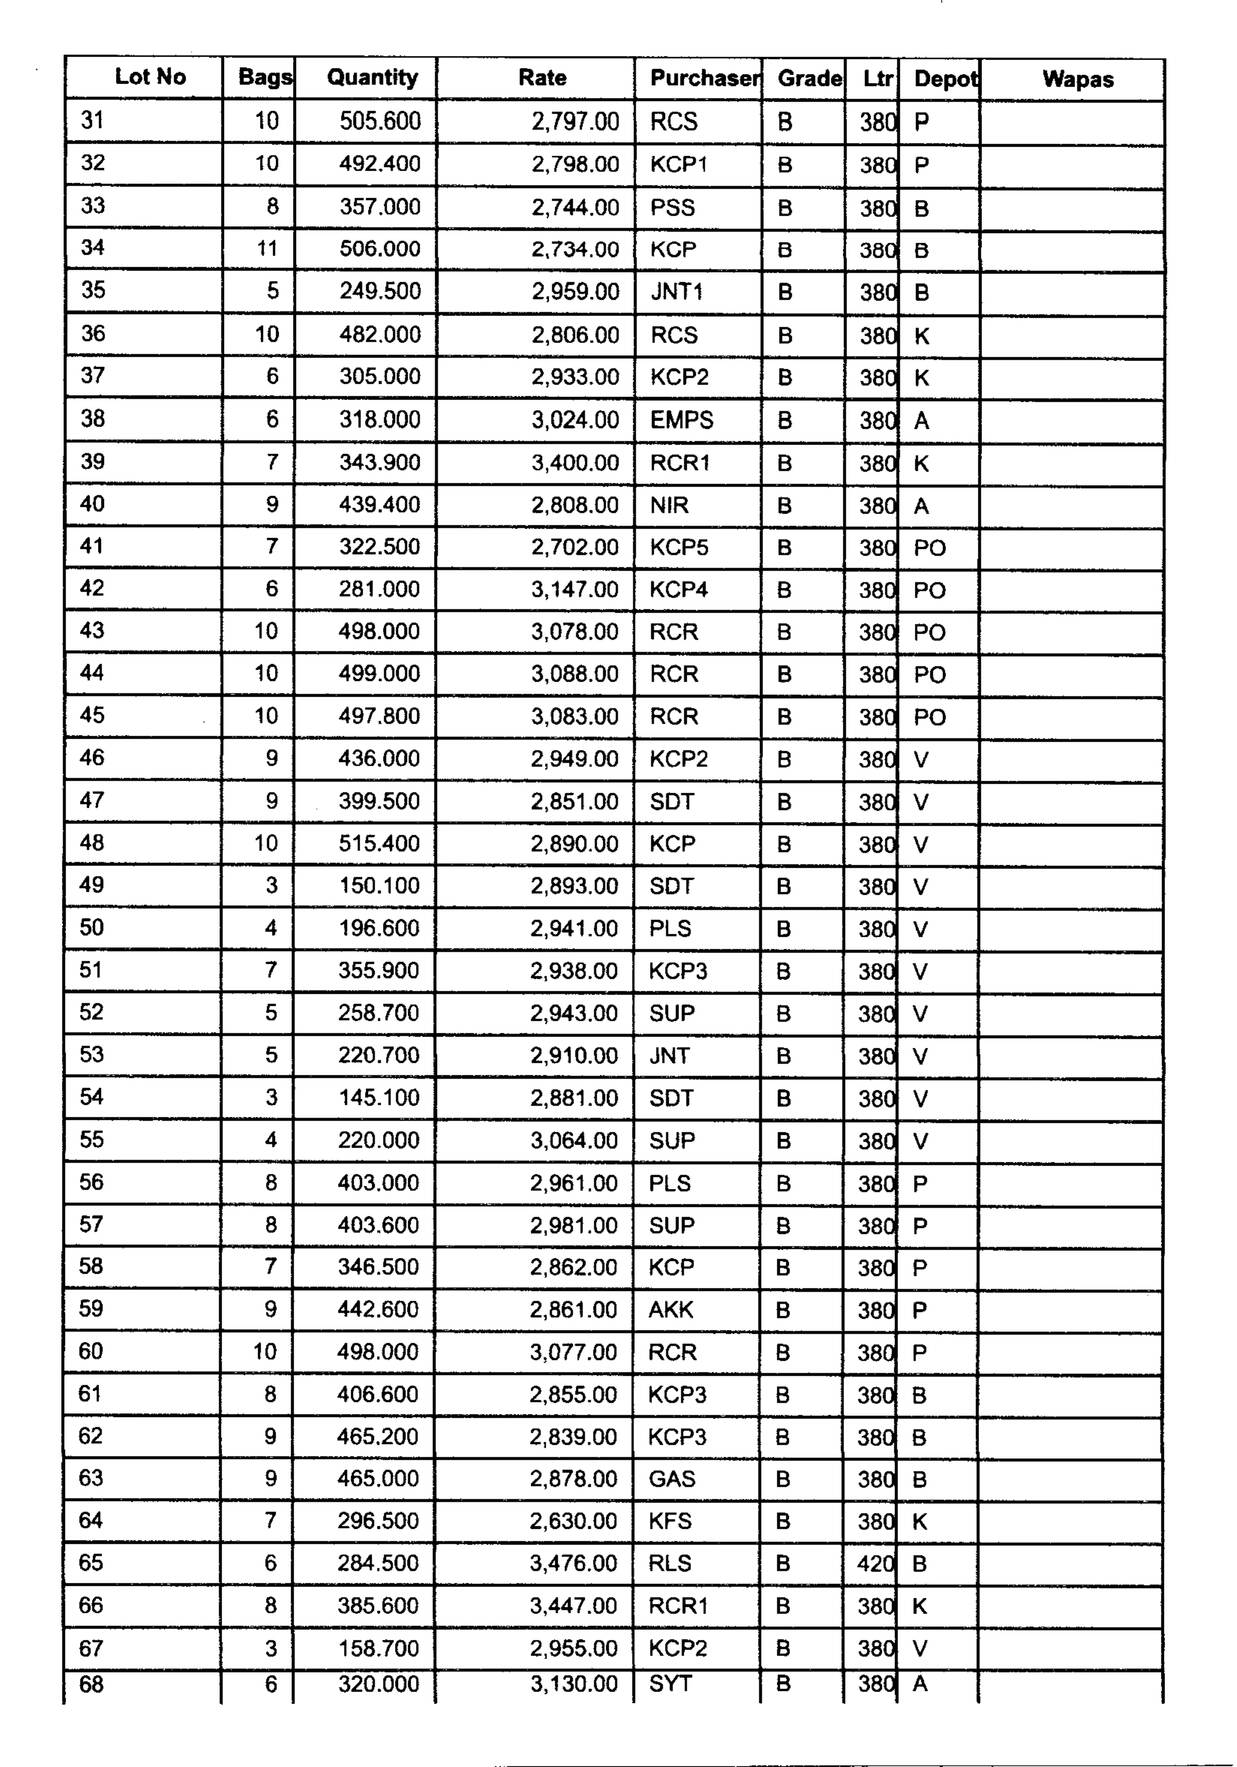 Lot No Bags Quantity Rate Purchaser Grade Ltr Depot Wapas
31 10 505.600 2,797.00 RCS B 380 P
32 10 492.400 2,798.00 KCP1 B 380 P
33 8 357.000 2,744.00 PSS B 380 B
34 11 506.000 2,734.00 KCP B 380 B
35 5 249.500 2,959.00 JNT1 B 380 B
36 10 482.000 2,806.00 RCS B 380 K
37 6 305.000 2,933.00 KCP2 B 380 K
38 6 318.000 3,024.00 EMPS B 380 A
39 7 343.900 3,400.00 RCR1 B 380 K
40 9 439.400 2,808.00 NIR B 380 A
41 7 322.500 2,702.00 KCP5 B 380 PO
42 6 281.000 3,147.00 KCP4 B 380 PO
43 10 498.000 3,078.00 RCR B 380 PO
44 10 499.000 3,088.00 RCR B 380 PO
45 10 497.800 3,083.00 RCR B 380 PO
46 9 436.000 2,949.00 KCP2 B 380 V
47 9 399.500 2,851.00 SDT B 380 V
48 10 515.400 2,890.00 KCP B 380 V
49 3 150.100 2,893.00 SDT B 380 V
50 4 196.600 2,941.00 PLS B 380 V
51 7 355.900 2,938.00 KCP3 B 380 V
52 5 258.700 2,943.00 SUP B 380 V
53 5 220.700 2,910.00 JNT B 380 V
54 3 145.100 2,881.00 SDT B 380 V
55 4 220.000 3,064.00 SUP B 380 V
56 8 403.000 2,961.00 PLS B 380 P
57 8 403.600 2,981.00 SUP B 380 P
58 7 346.500 2,862.00 KCP B 380 P
59 9 442.600 2,861.00 AKK B 380 P
60 10 498.000 3,077.00 RCR B 380 P
61 8 406.600 2,855.00 KCP3 B 380 B
62 9 465.200 2,839.00 KCP3 B 380 B
63 9 465.000 2,878.00 GAS B 380 B
64 7 296.500 2,630.00 KFS B 380 K
65 6 284.500 3,476.00 RLS B 420 B
66 8 385.600 3,447.00 RCR1 B 380 K
67 3 158.700 2,955.00 KCP2 B 380 V
68 6 320.000 3,130.00 SYT B 380 A